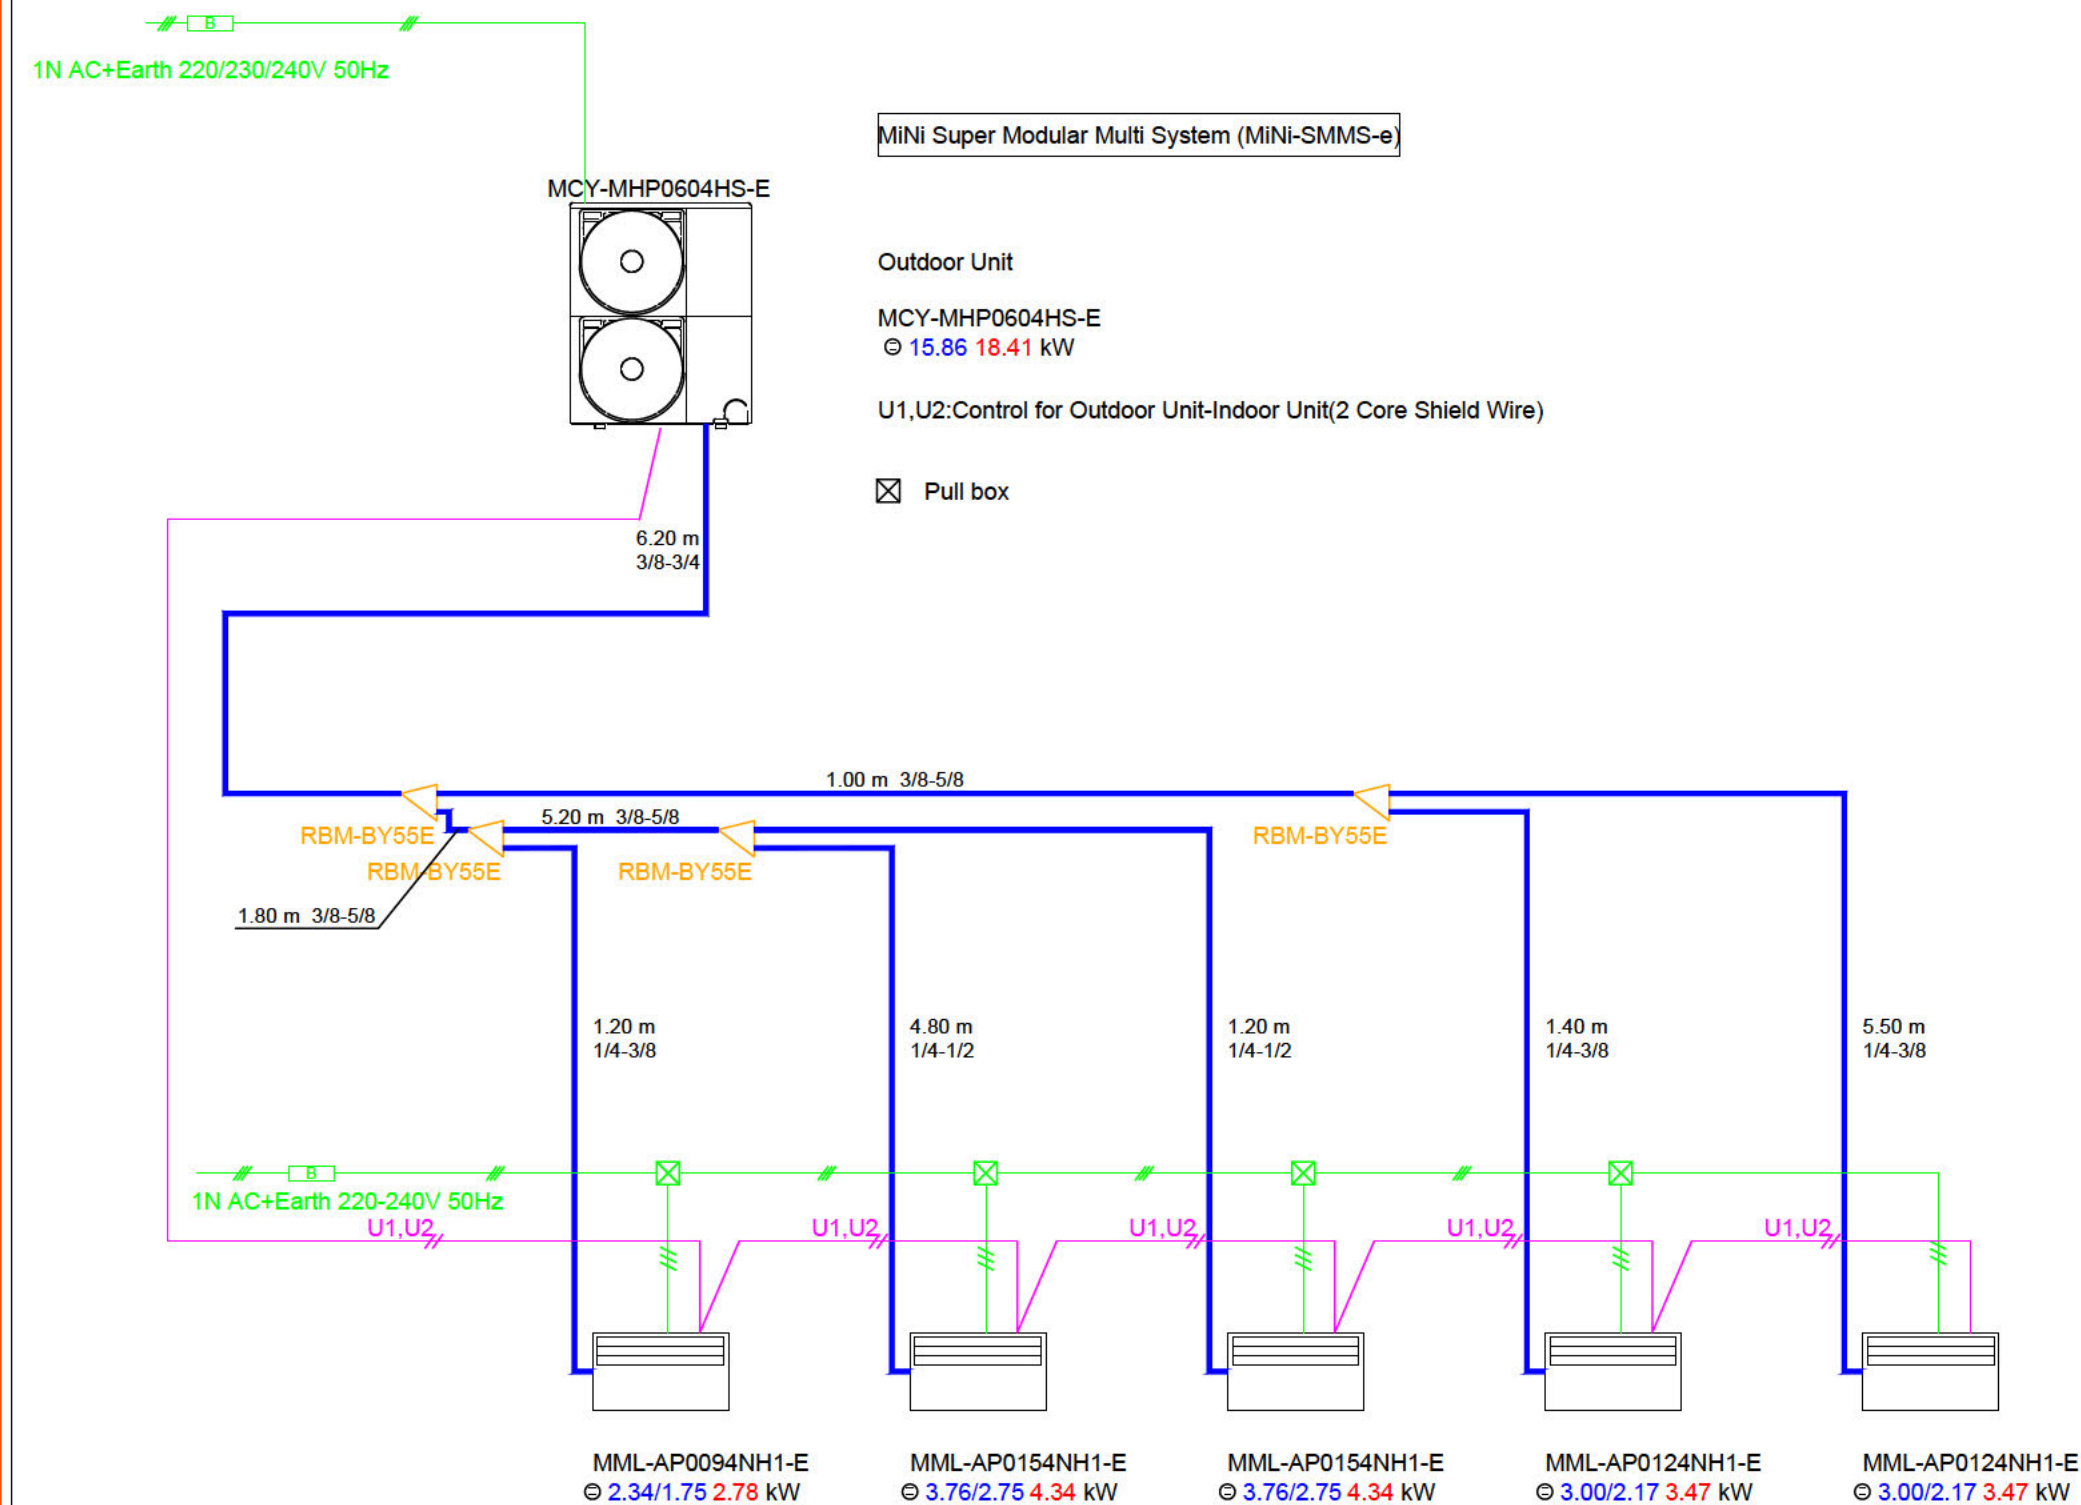 B
1N AC+Earth 220/230/240V 50Hz
MiNi Super Modular Multi System (MiNi-SMMS-e)
MCY-MHP0604HS-E
Outdoor Unit
MCY-MHP0604HS-E
15.86 18.41 kW
U1,U2:Control for Outdoor Unit-Indoor Unit(2 Core Shield Wire)
Pull box
6.20 m
3/8-3/4
1.00 m 3/8-5/8
5.20 m 3/8-5/8
RBM-BY55E
RBM-BY55E
RBM-BY55E
RBM-BY55E
1.80 m 3/8-5/8
1.20 m
1/4-3/8
4.80 m
1/4-1/2
1.20 m
1/4-1/2
1.40 m
1/4-3/8
5.50 m
1/4-3/8
B
1N AC+Earth 220-240V 50Hz
U1,U2
U1,U2
U1,U2
U1,U2
U1,U2
MML-AP0094NH1-E
2.34/1.75 2.78 kW
MML-AP0154NH1-E
3.76/2.75 4.34 kW
MML-AP0154NH1-E
3.76/2.75 4.34 kW
MML-AP0124NH1-E
3.00/2.17 3.47 kW
MML-AP0124NH1-E
3.00/2.17 3.47 kW